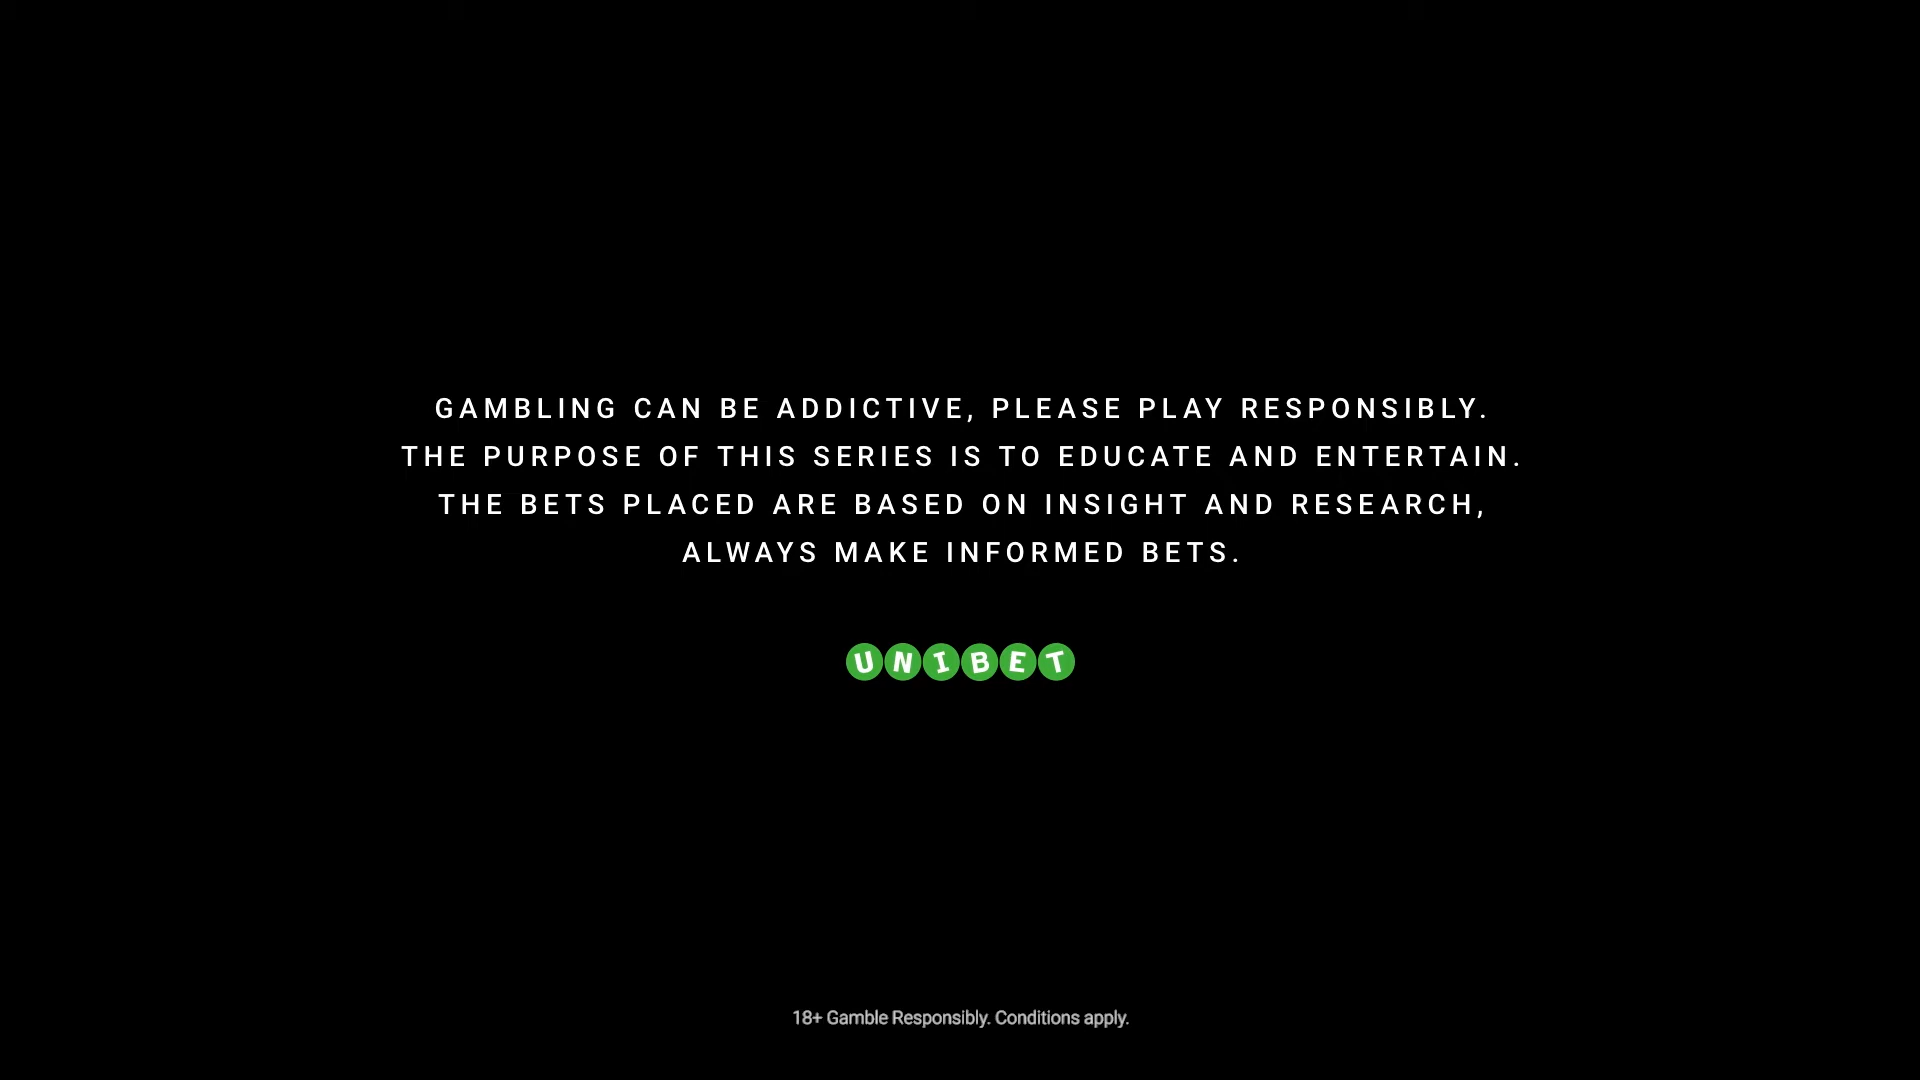 GAMBLING CAN BE ADDICTIVE, PLEASE PLAY RESPONSIBLY.
THE PURPOSE OF THIS SERIES IS TO EDUCATE AND ENTERTAIN.
THE BETS PLACED ARE BASED ON INSIGHT AND RESEARCH,
ALWAYS MAKE INFORMED BETS.
UNIBET
18+ Gamble Responsibly. Conditions apply.